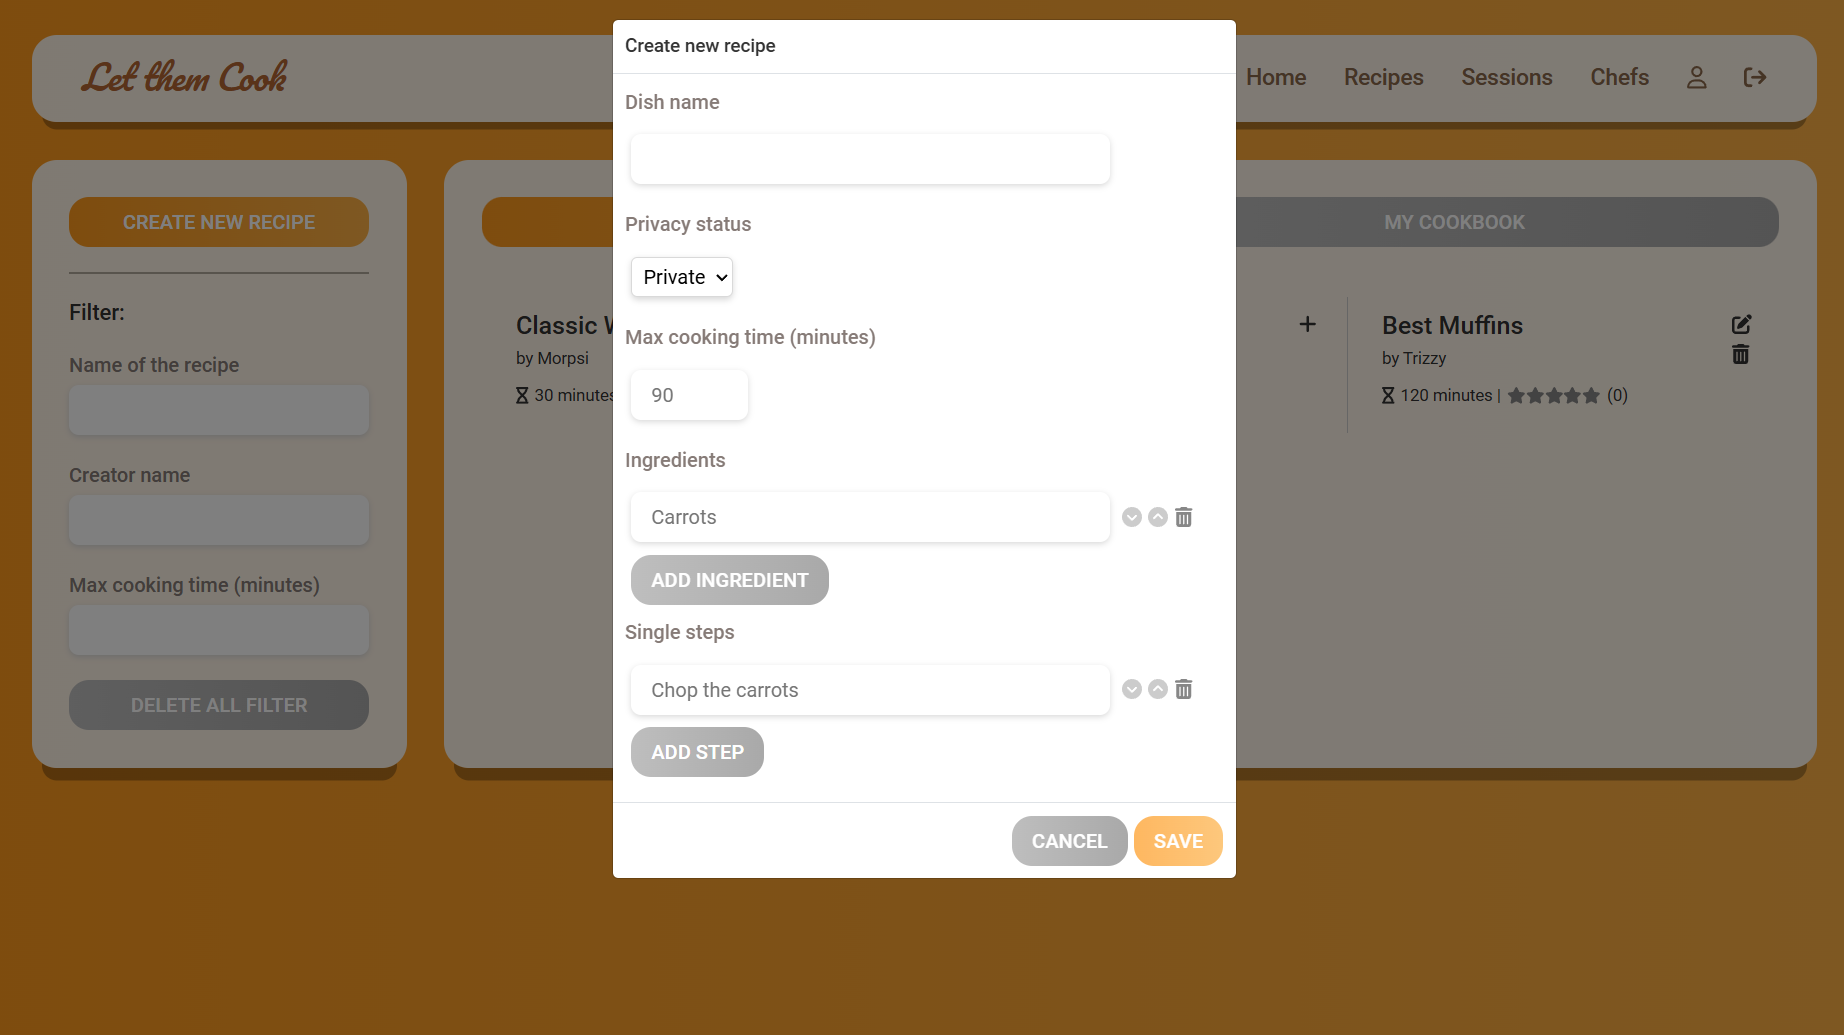 Let them Cook
Home Recipes Sessions Chefs
CREATE NEW RECIPE
Filter:
Name of the recipe
Creator name
Max cooking time (minutes)
DELETE ALL FILTER
Classic
by Morpsi
30 minutes
Create new recipe
Dish name
Privacy status
Private
Max cooking time (minutes)
90
Ingredients
Carrots
ADD INGREDIENT
Single steps
Chop the carrots
ADD STEP
CANCEL SAVE
MY COOKBOOK
+
Best Muffins
by Trizzy
120 minutes | (0)